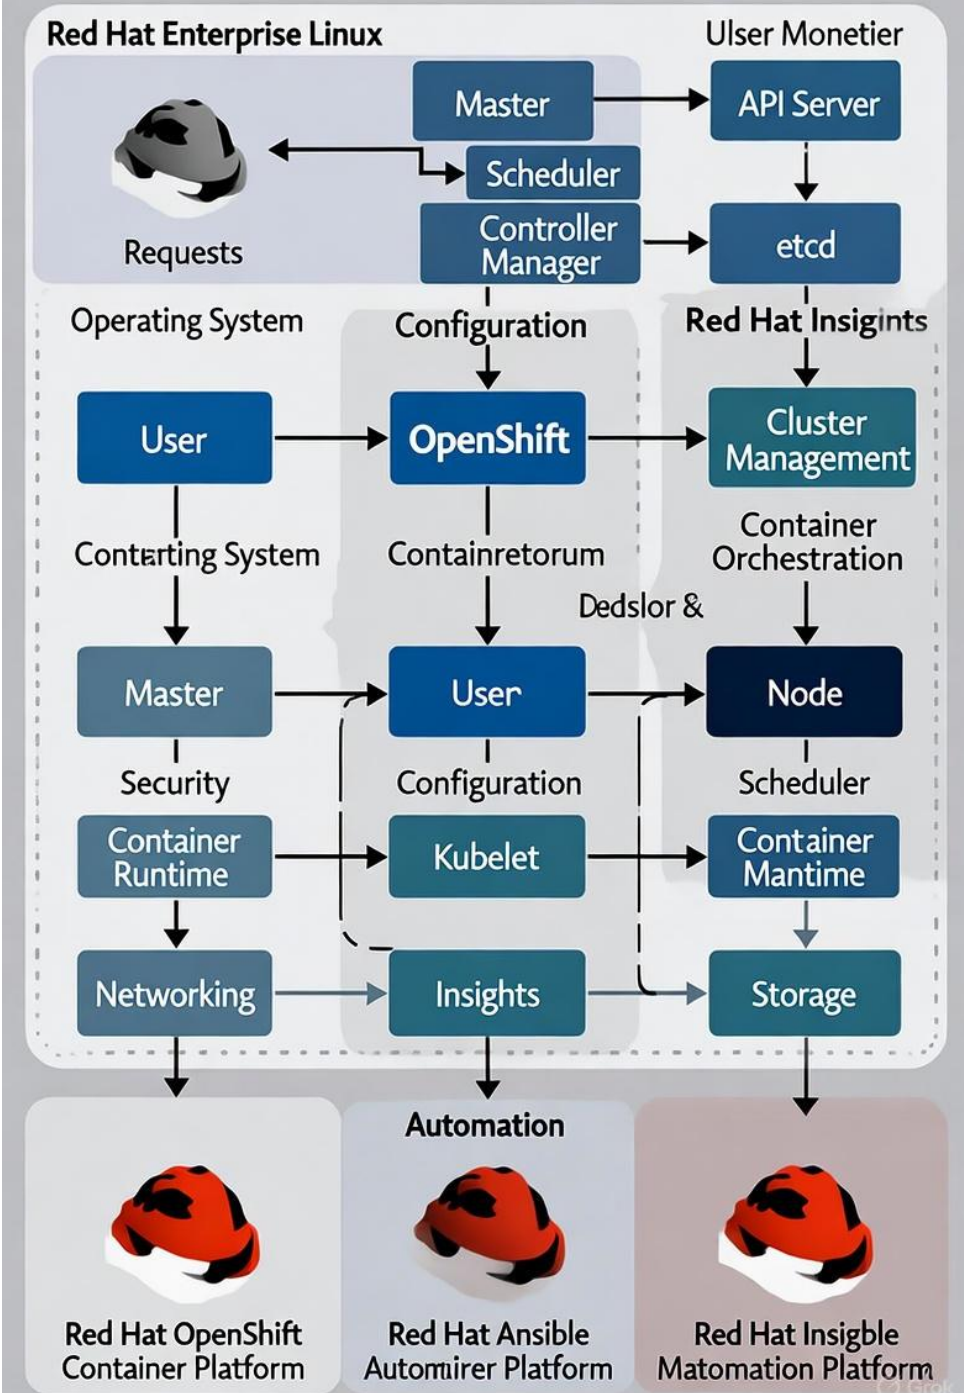 Red Hat Enterprise Linux
Ulser Monetier
Master
API Server
Scheduler
Controller
Manager
etcd
Requests
Operating System
Configuration
Red Hat Insigints
User
OpenShift
Cluster
Management
Contarting System
Containretorum
Container
Orchestration
Dedslor &
Master
User
Node
Security
Configuration
Scheduler
Container
Runtime
Kubelet
Container
Mantime
Networking
Insights
Storage
Automation
Red Hat OpenShift
Container Platform
Red Hat Ansible
Automirer Platform
Red Hat Insigble
Matomation Platform
Grok